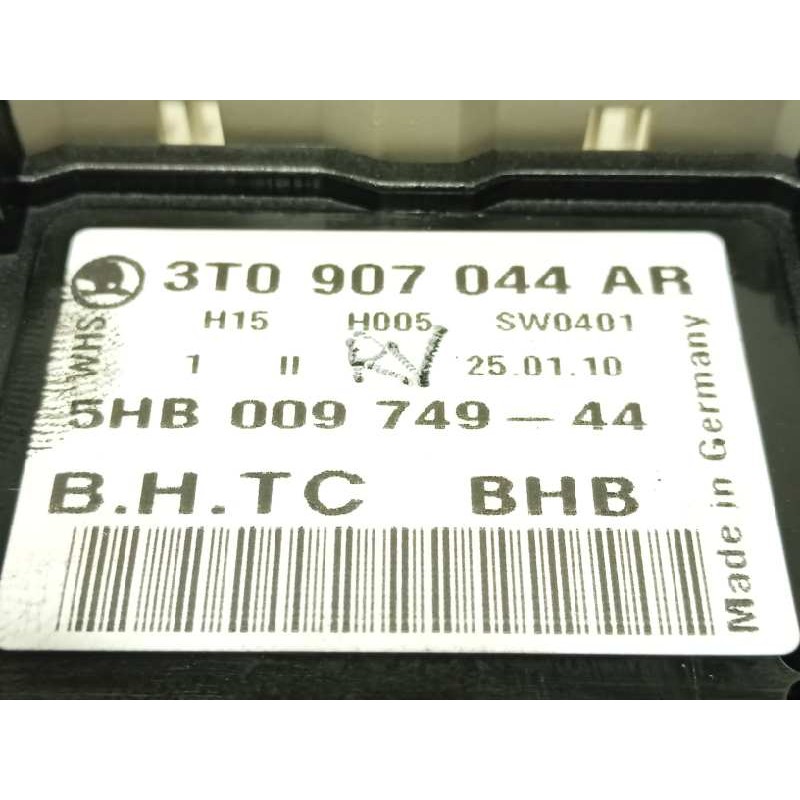 3T0 907 044 AR
H15 H005 SW0401
1 II 25.01.10
5HB 009 749-44
B.H.TC BHB
WHS
Made in Germany